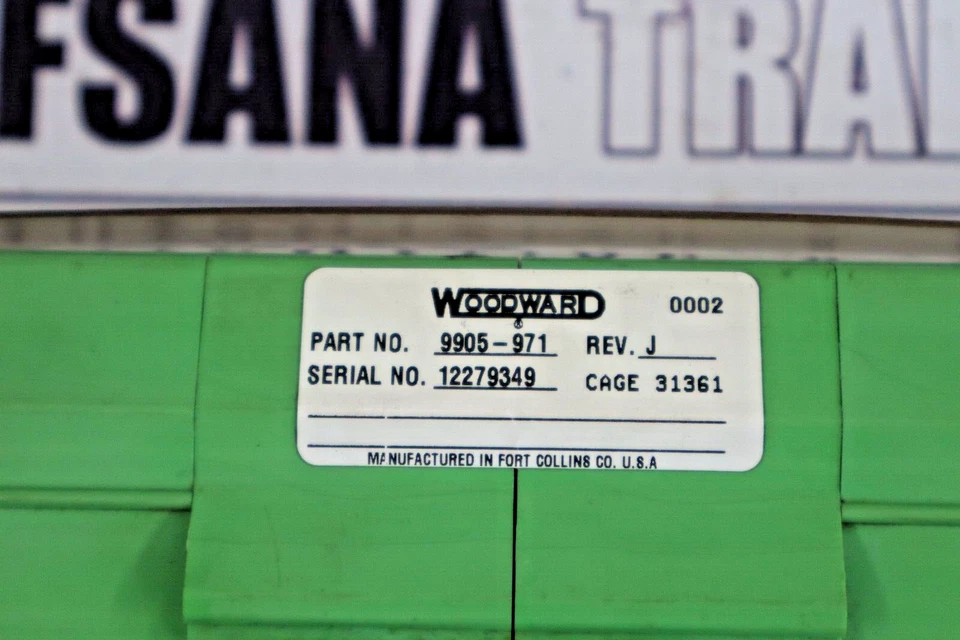 FSANA TRA
WOODWARD 0002
PART NO. 9905-971 REV. J
SERIAL NO. 12279349 CAGE 31361
MANUFACTURED IN FORT COLLINS CO. U.S.A